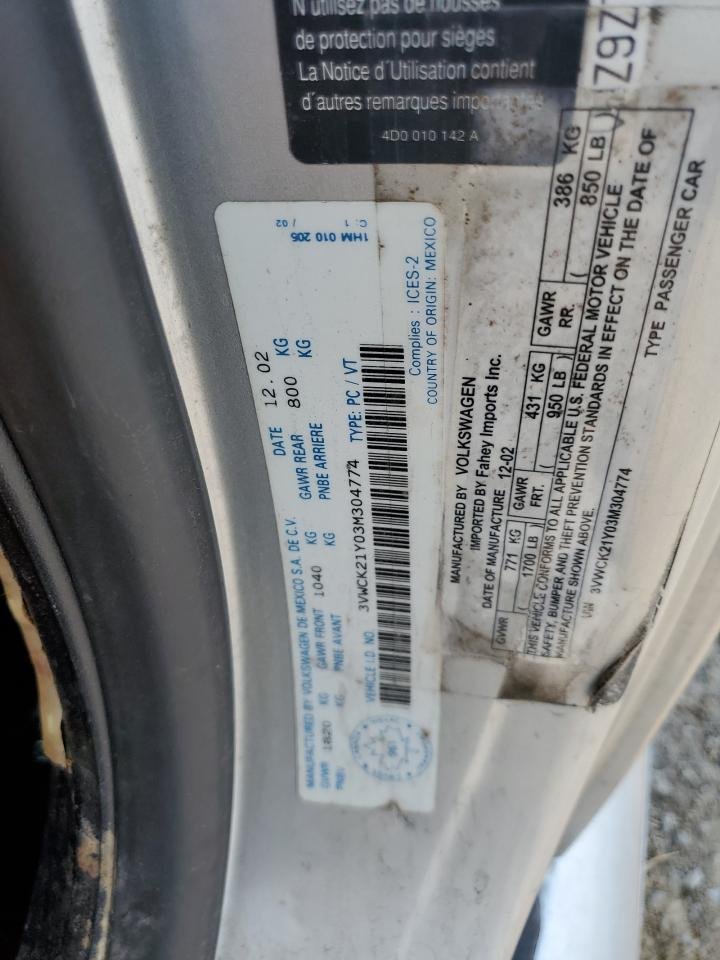 N'utilisez pas de housses
de protection pour sièges
La Notice d'Utilisation contient
d'autres remarques importantes
4D0 010 142 A
MANUFACTURED BY VOLKSWAGEN DE MEXICO S.A. DE C.V. DATE 12.02
GVWR 1820 KG GAWR FRONT 1040 KG GAWR REAR 800 KG
PNBV KG PNBE AVANT KG PNBE ARRIERE KG
VEHICLE I.D. NO. 3VWCK21Y03M304774 TYPE: PC / VT
Complies : ICES-2
COUNTRY OF ORIGIN: MEXICO
1HM 010 205
MANUFACTURED BY VOLKSWAGEN
IMPORTED BY Fahey Imports Inc.
DATE OF MANUFACTURE 12-02
GVWR 771 KG GAWR 431 KG GAWR 386 KG
( 1700 LB ) FRT. ( 950 LB ) RR. ( 850 LB )
THIS VEHICLE CONFORMS TO ALL APPLICABLE U.S. FEDERAL MOTOR VEHICLE
SAFETY, BUMPER AND THEFT PREVENTION STANDARDS IN EFFECT ON THE DATE OF
MANUFACTURE SHOWN ABOVE.
VIN 3VWCK21Y03M304774 TYPE PASSENGER CAR